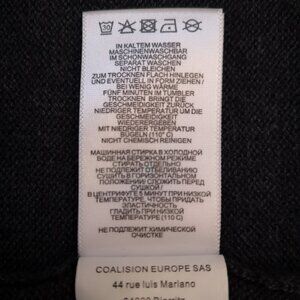 30
IN KALTEM WASSER
MASCHINENWASCHBAR
IM SCHONWASCHGANG
SEPARAT WASCHEN
NICHT BLEICHEN
ZUM TROCKNEN FLACH HINLEGEN
UND EVENTUELL IN FORM ZIEHEN /
BEI WENIG WÄRME
FÜNF MINUTEN IM TUMBLER
TROCKNEN BRINGT DIE
GESCHMEIDIGKEIT ZURÜCK
NIEDRIGER TEMPERATUR UM DIE
GESCHMEIDIGKEIT
WIEDERERGEBEN
MIT NIEDRIGER TEMPERATUR
BÜGELN (110° C)
NICHT CHEMISCH REINIGEN
МАШИННАЯ СТИРКА В ХОЛОДНОЙ
ВОДЕ НА БЕРЕЖНОМ РЕЖИМЕ
СТИРАТЬ ОТДЕЛЬНО
НЕ ПОДЛЕЖИТ ОТБЕЛИВАНИЮ
СУШИТЬ В ГОРИЗОНТАЛЬНОМ
ПОЛОЖЕНИИ СЛОЖИТЬ ПЕРЕД
СУШКОЙ /
В ЦЕНТРИФУГЕ 5 МИНУТ ПРИ НИЗКОЙ
ТЕМПЕРАТУРЕ, ЧТОБЫ ПРИДАТЬ
ЭЛАСТИЧНОСТЬ
ГЛАДИТЬ ПРИ НИЗКОЙ
ТЕМПЕРАТУРЕ (110 C)
НЕ ПОДЛЕЖИТ ХИМИЧЕСКОЙ
ОЧИСТКЕ
COALISION EUROPE SAS
44 rue luis Mariano